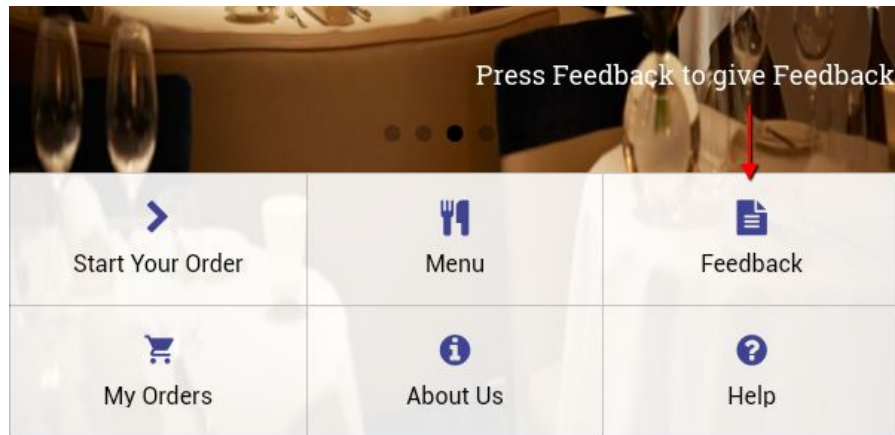 Press Feedback to give Feedback
Start Your Order
Menu
Feedback
My Orders
About Us
Help